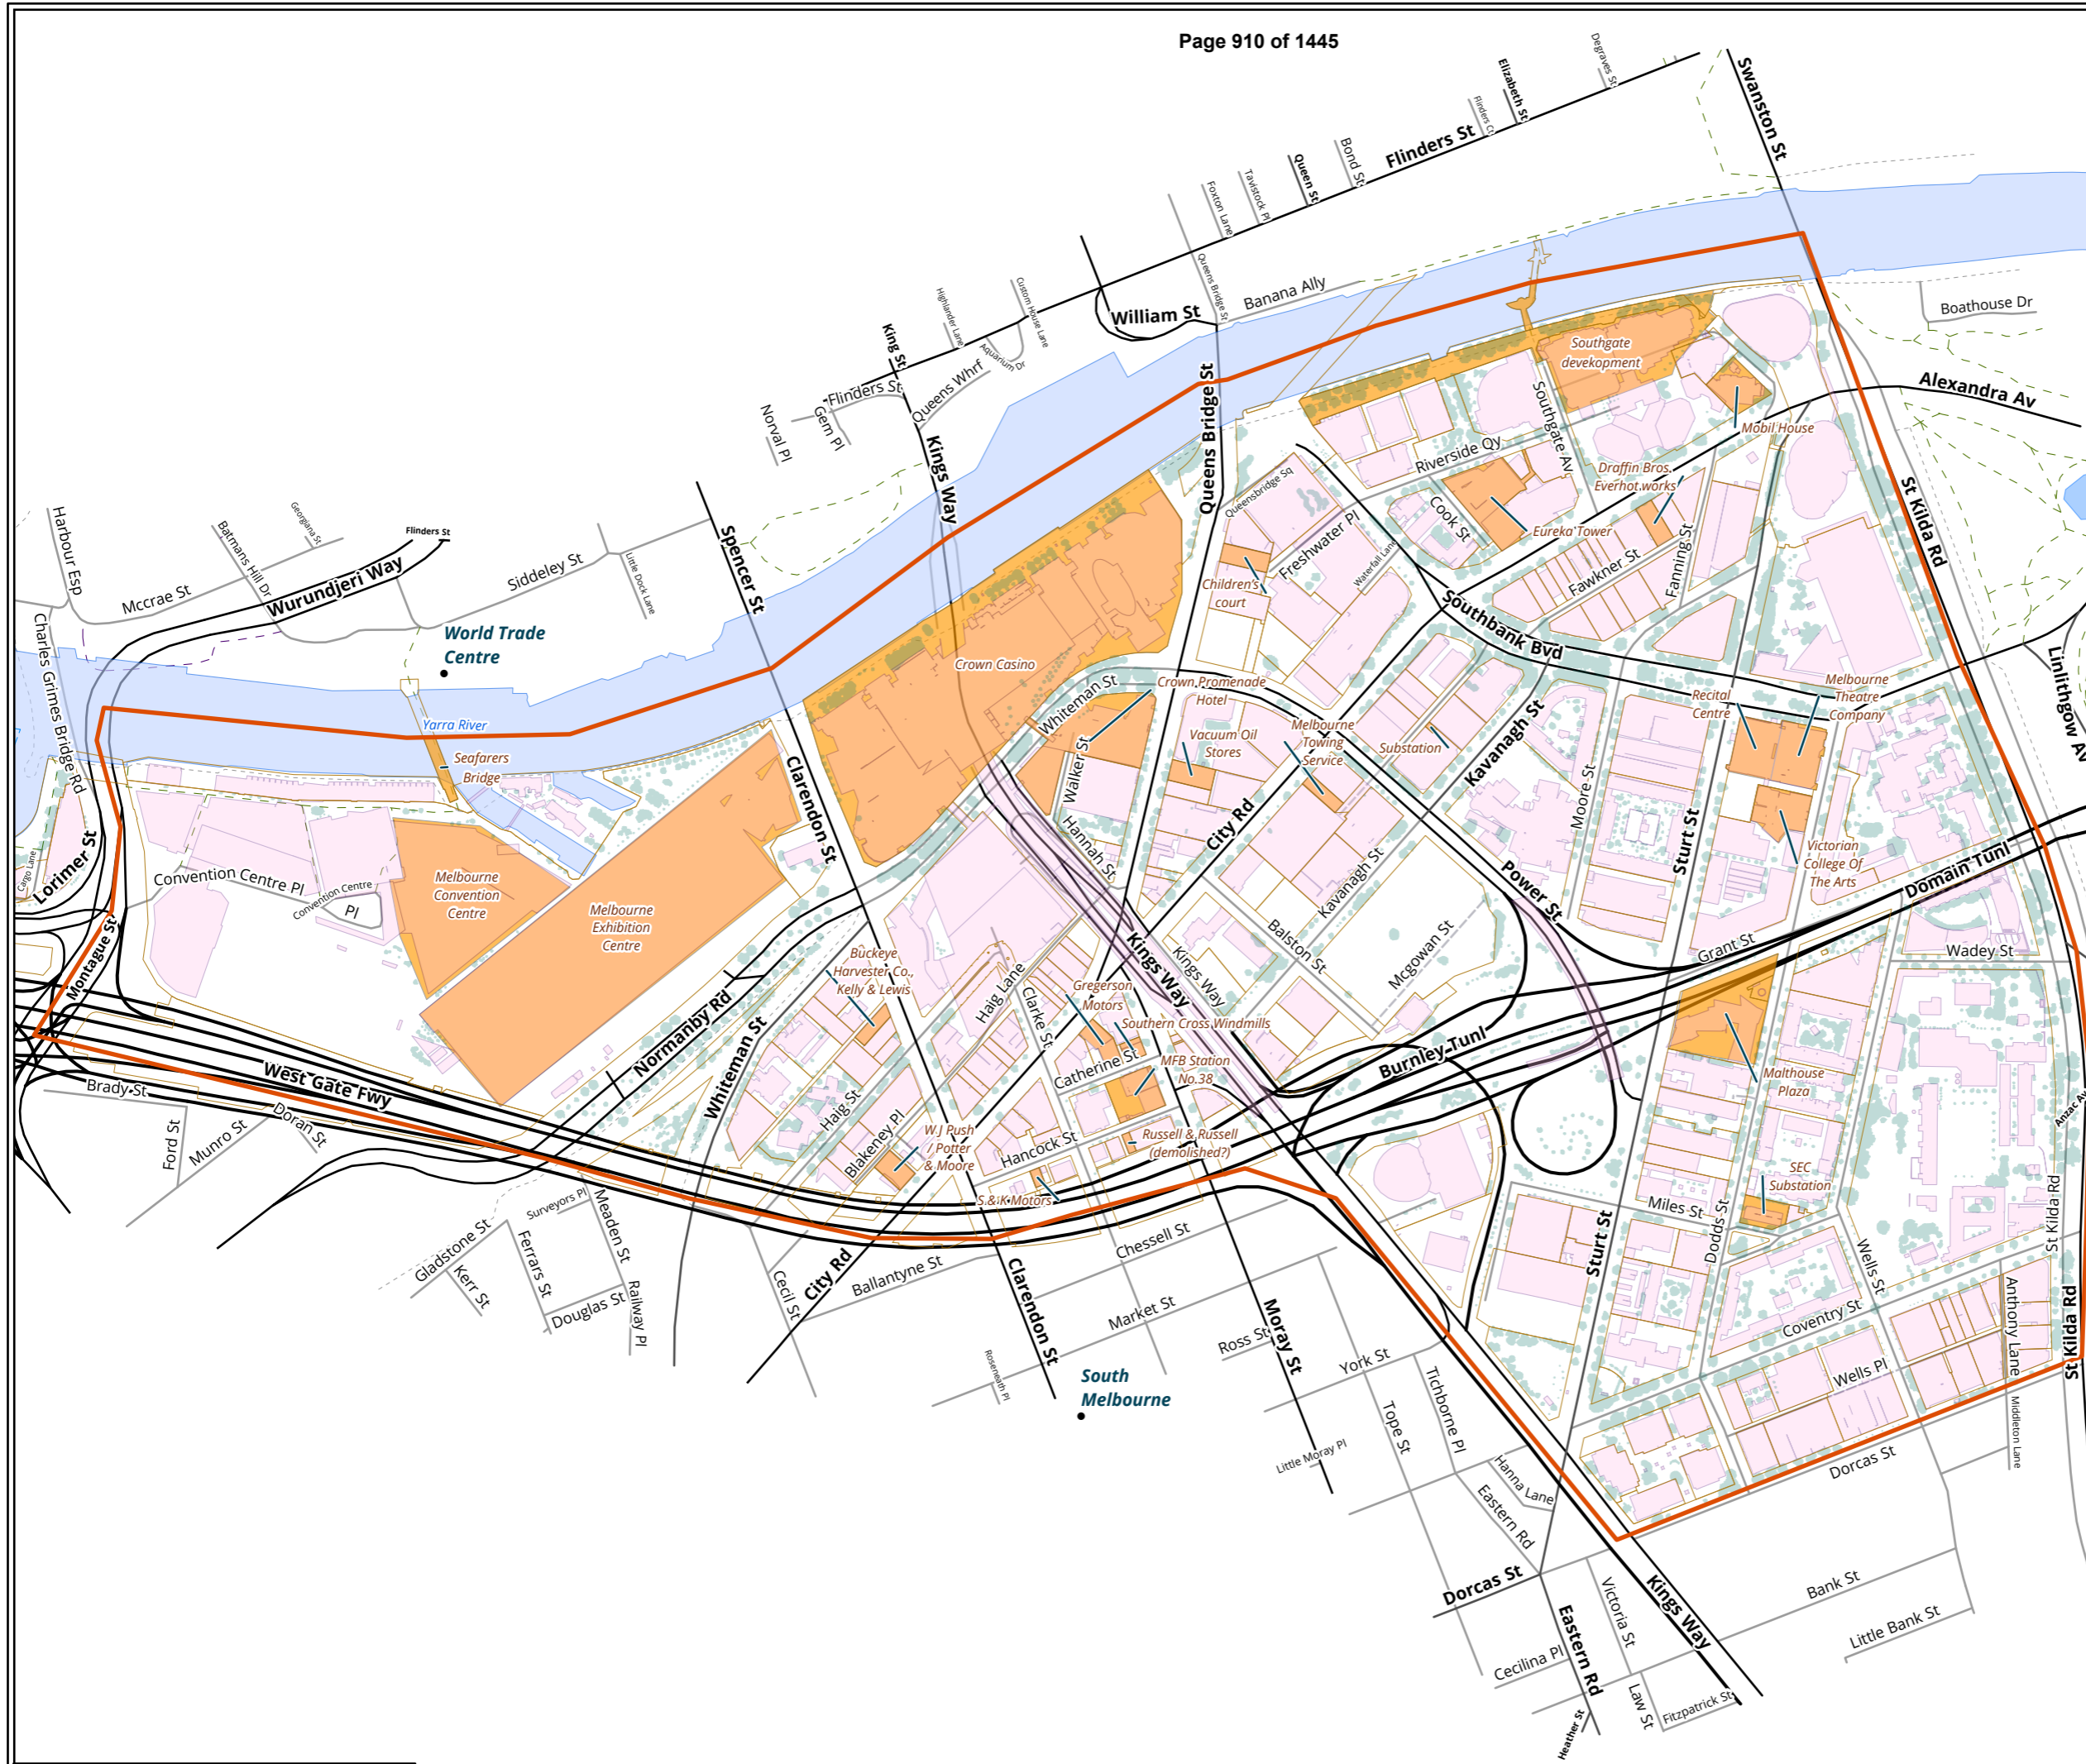 Page 910 of 1445
Degraves St
Swanston St
Elizabeth St
Flinders Ct
Flinders St
Bond St
Queen St
Tavistock Pl
Foxton Lane
Queens Bridge St
Banana Ally
William St
Boathouse Dr
Custom House Lane
Highlander Lane
Aquarium Dr
King St
Queens Whrf
Flinders St
Gem Pl
Norval Pl
Kings Way
Queens Bridge St
Southgate
development
Southgate Av
Alexandra Av
Mobil House
Riverside Qy
Draffin Bros.
Everhot works
Cook St
Eureka Tower
Queensbridge Sq
Freshwater Pl
Waterfall Lane
Fawkner St
Fanning St
St Kilda Rd
Harbour Esp
Georgiana St
Batmans Hill Dr
Flinders St
Wurundjeri Way
Mccrae St
Siddeley St
Little Dock Lane
Spencer St
Children's
court
Southbank Bvd
Charles Grimes Bridge Rd
World Trade
Centre
Yarra River
Seafarers
Bridge
Crown Casino
Whiteman St
Crown Promenade
Hotel
Walker St
Vacuum Oil
Stores
Melbourne
Towing
Service
Substation
Kavanagh St
Moore St
Recital
Centre
Melbourne
Theatre
Company
Linlithgow Av
Clarendon St
Hannah St
City Rd
Sturt St
Victorian
College Of
The Arts
Domain Tunl
Lorimer St
Cargo Lane
Convention Centre Pl
Convention Centre
Pl
Montague St
Melbourne
Convention
Centre
Melbourne
Exhibition
Centre
Kavanagh St
Power St
Balston St
Mcgowan St
Grant St
Wadey St
Buckeye
Harvester Co.,
Kelly & Lewis
Haig Lane
Clarke St
Gregerson
Motors
Kings Way
Kings Way
Southern Cross Windmills
Catherine St
MFB Station
No.38
Burnley Tunl
Malthouse
Plaza
Normanby Rd
Whiteman St
West Gate Fwy
Brady St
Doran St
Ford St
Munro St
Haig St
Blakeney Pl
W J Push
/ Potter
& Moore
Hancock St
Russell & Russell
(demolished?)
S & K Motors
SEC
Substation
Anzac Av
St Kilda Rd
Miles St
Dodds St
Sturt St
Wells St
Coventry St
Anthony Lane
St Kilda Rd
Surveyors Pl
Meaden St
Gladstone St
Kerr St
Ferrars St
Douglas St
Railway Pl
Cecil St
City Rd
Ballantyne St
Chessell St
Clarendon St
Market St
Moray St
Ross St
York St
Roseneath Pl
South
Melbourne
Tope St
Tichborne Pl
Little Moray Pl
Wells Pl
Middleton Lane
Dorcas St
Hanna Lane
Eastern Rd
Dorcas St
Victoria St
Kings Way
Bank St
Little Bank St
Cecilina Pl
Eastern Rd
Law St
Fitzpatrick St
Heather St